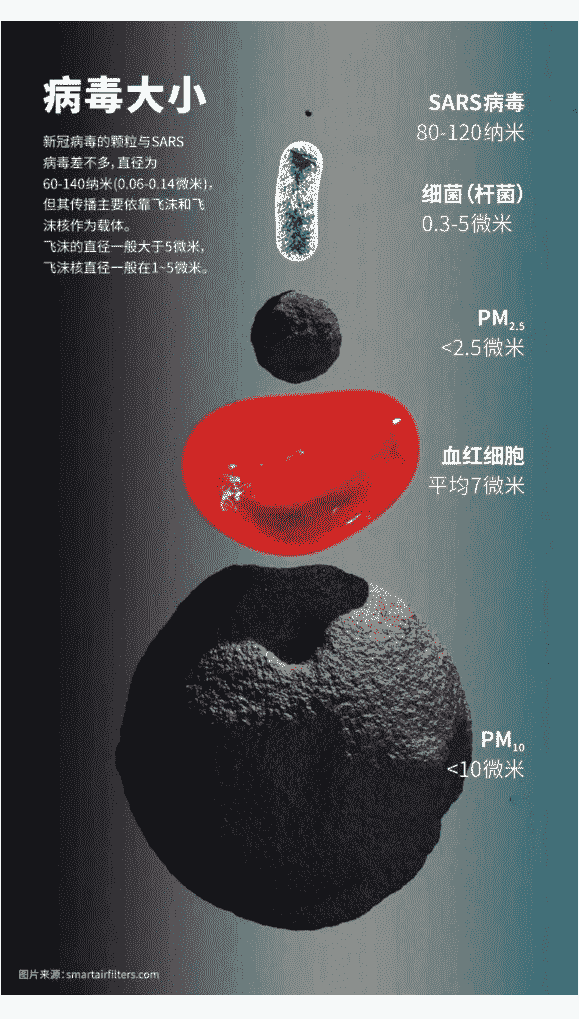 病毒大小
新冠病毒的颗粒与SARS
病毒差不多,直径为
60-140纳米(0.06-0.14微米),
但其传播主要依靠飞沫和飞
沫核作为载体。
飞沫的直径一般大于5微米,
飞沫核直径一般在1~5微米。
SARS病毒
80-120纳米
细菌(杆菌)
0.3-5微米
PM2.5
<2.5微米
血红细胞
平均7微米
PM10
<10微米
图片来源:smartairfilters.com